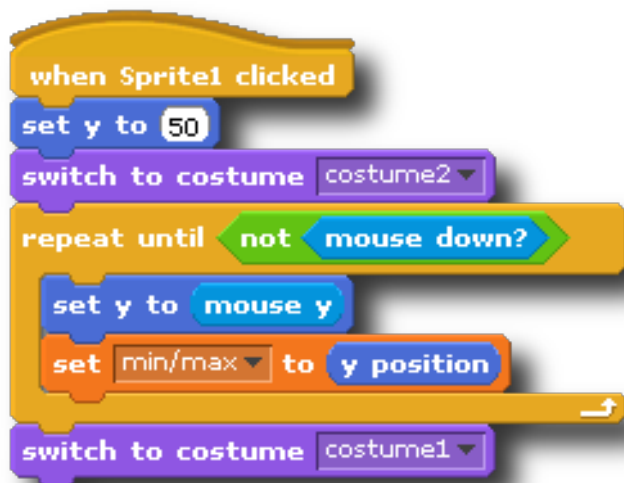 when Sprite1 clicked
set y to 50
switch to costume costume2
repeat until not mouse down?
set y to mouse y
set min/max to y position
switch to costume costume1